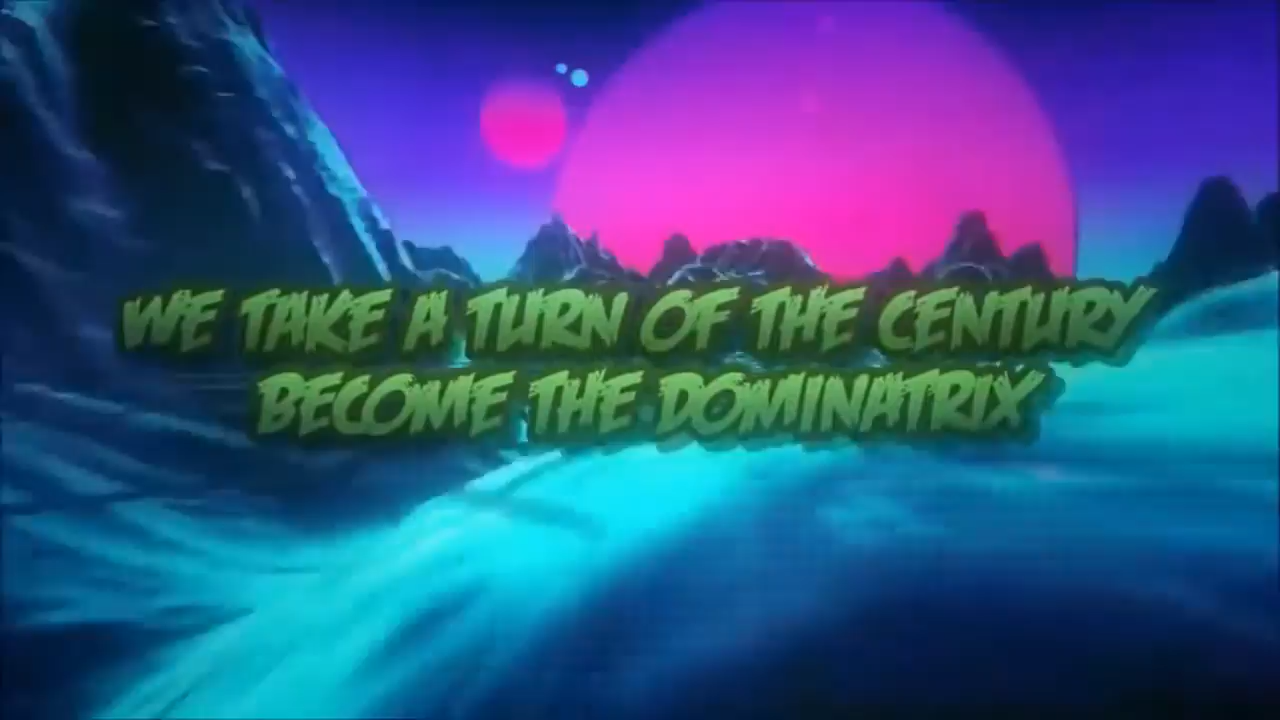 WE TAKE A TURN OF THE CENTURY
BECOME THE DOMINATRIX